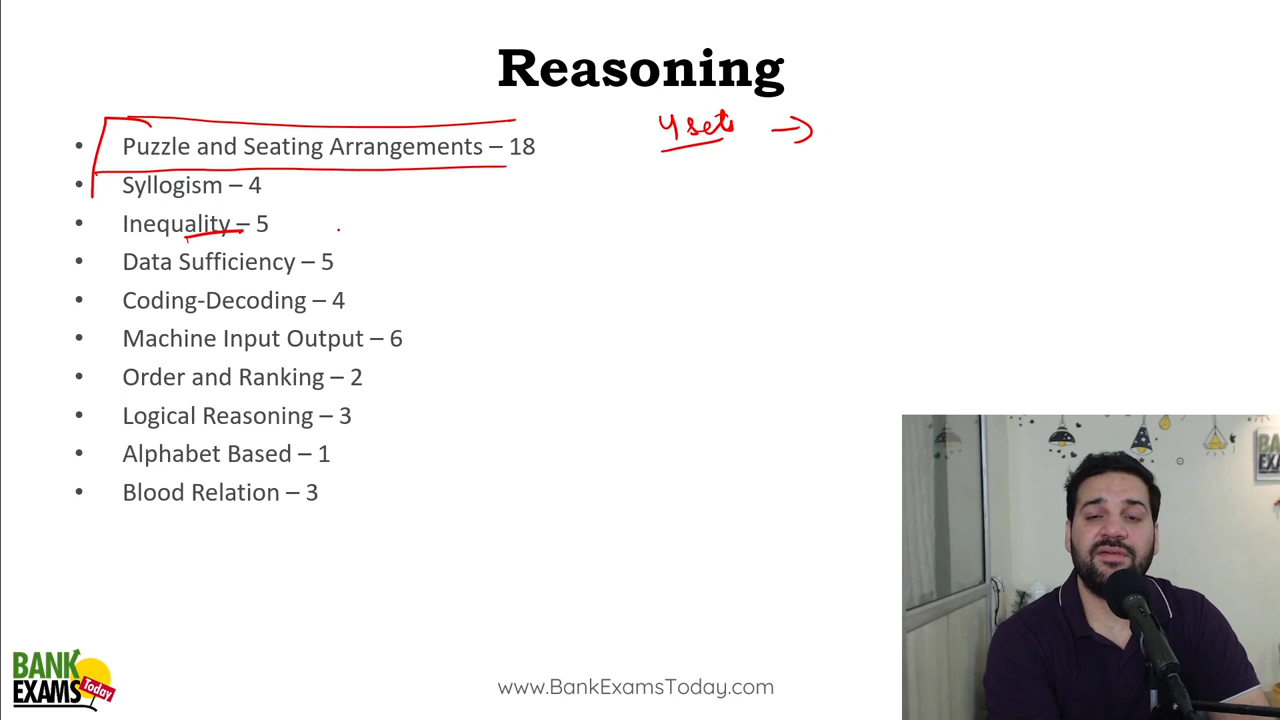 Reasoning
4 sets →
• Puzzle and Seating Arrangements – 18
• Syllogism – 4
• Inequality – 5
• Data Sufficiency – 5
• Coding-Decoding – 4
• Machine Input Output – 6
• Order and Ranking – 2
• Logical Reasoning – 3
• Alphabet Based – 1
• Blood Relation – 3
BANK
EXA
BANK
EXAMS
Today
www.BankExamsToday.com